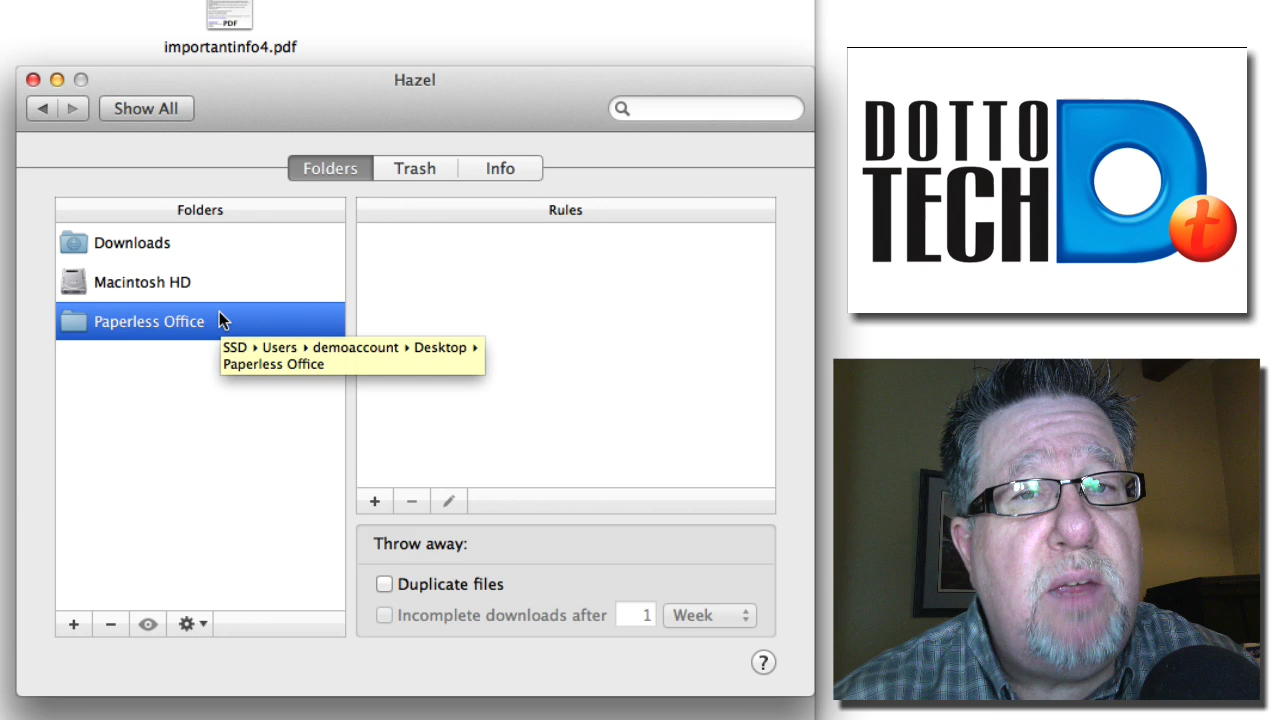 PDF
importantinfo4.pdf
Hazel
Show All
Folders
Trash
Info
Folders
Downloads
Macintosh HD
Paperless Office
SSD ▸ Users ▸ demoaccount ▸ Desktop ▸
Paperless Office
Rules
Throw away:
Duplicate files
Incomplete downloads after 1 Week
?
DOTTO
TECH
D
t